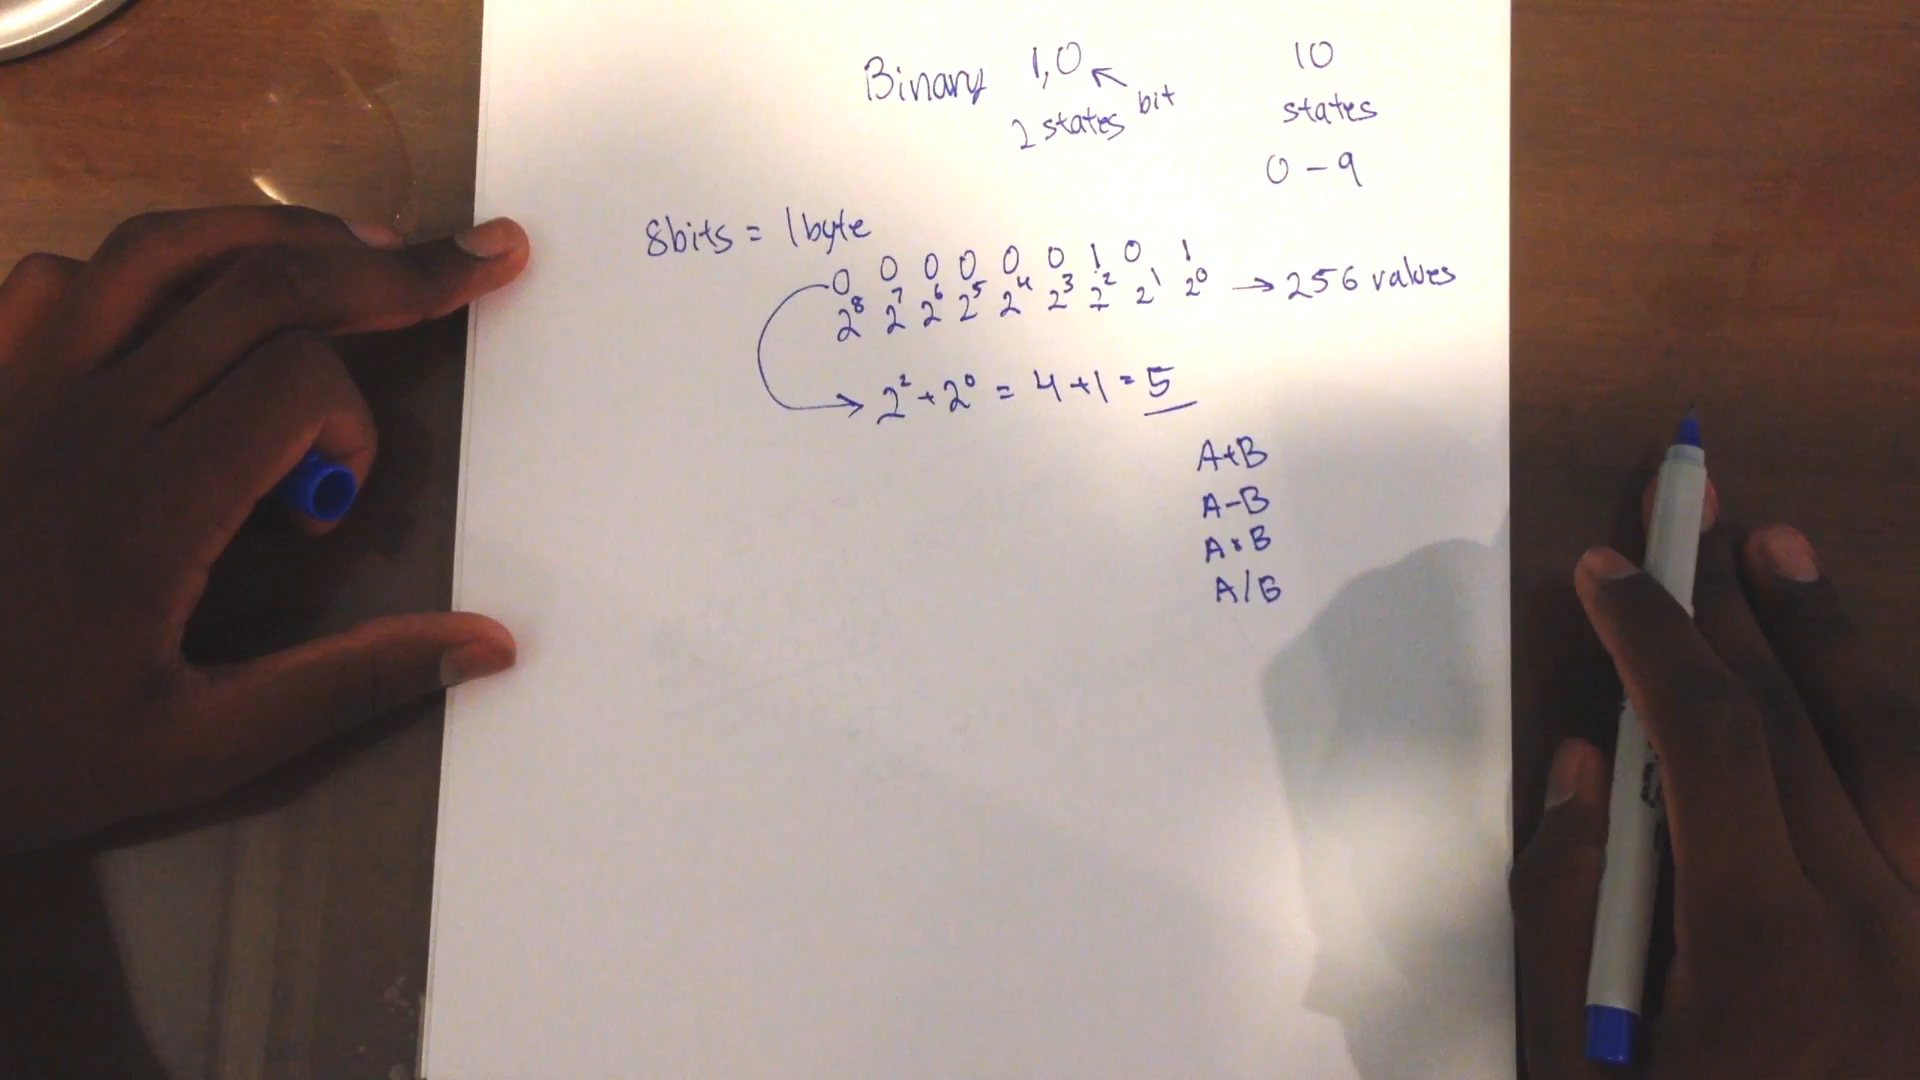 Binary 1,0 10
2 states bit states
0 - 9
8bits = 1byte
0 0 0 0 0 0 1 0 1
2⁸ 2⁷ 2⁶ 2⁵ 2⁴ 2³ 2² 2¹ 2⁰ → 256 values
2² + 2⁰ = 4 + 1 = 5
A+B
A-B
A×B
A/B